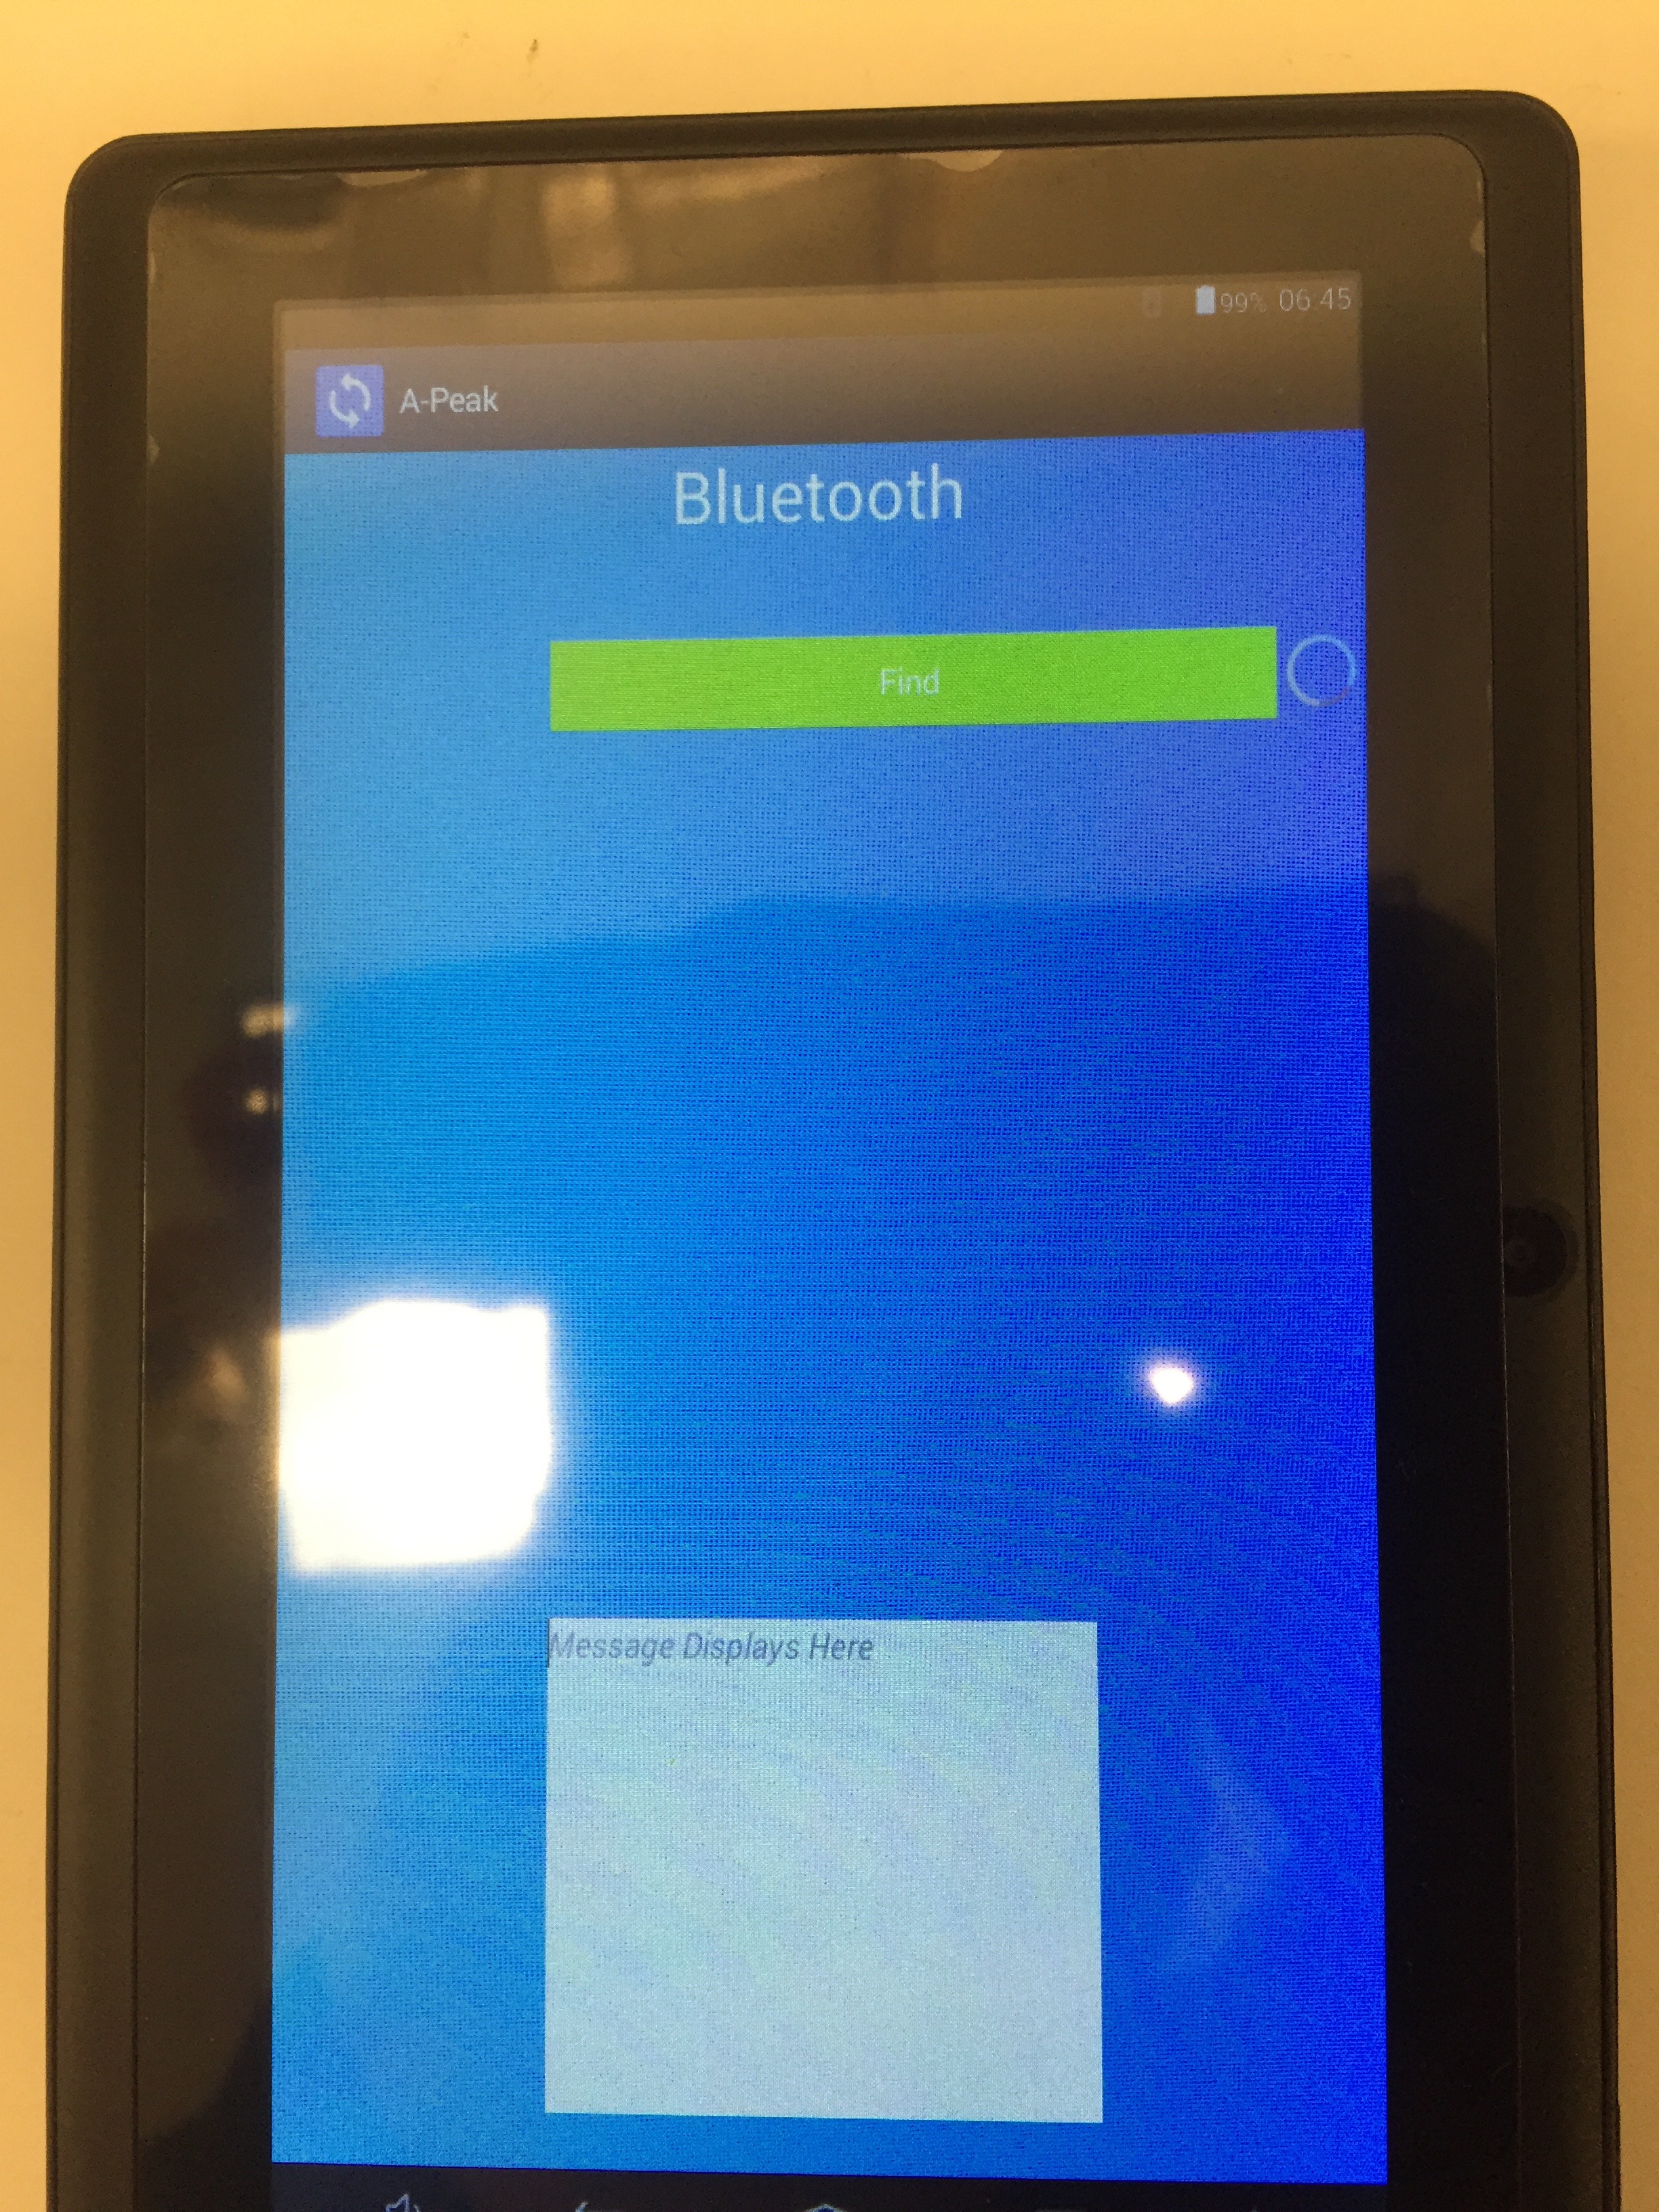 99% 06:45
A-Peak
Bluetooth
Find
Message Displays Here